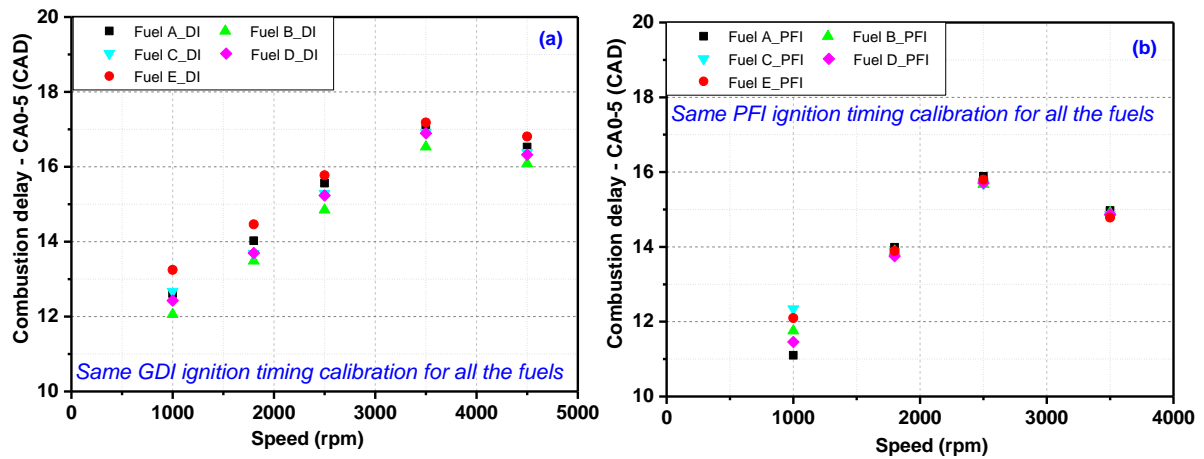 Combustion delay - CA0-5 (CAD)
20
18
16
14
12
10
Fuel A_DI
Fuel B_DI
Fuel C_DI
Fuel D_DI
Fuel E_DI
(a)
Same GDI ignition timing calibration for all the fuels
0
1000
2000
3000
4000
5000
Speed (rpm)
Combustion delay - CA0-5 (CAD)
20
18
16
14
12
10
Fuel A_PFI
Fuel B_PFI
Fuel C_PFI
Fuel D_PFI
Fuel E_PFI
(b)
Same PFI ignition timing calibration for all the fuels
0
1000
2000
3000
4000
Speed (rpm)